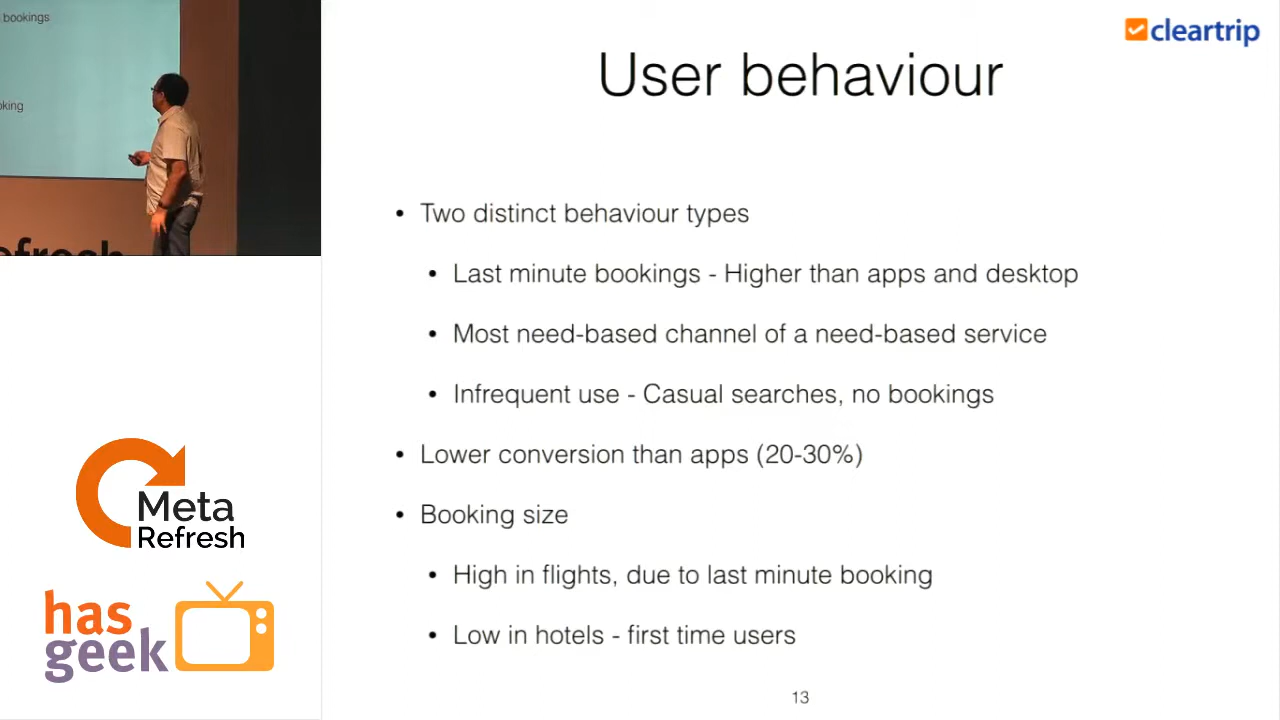 bookings
oking
efresh
cleartrip
User behaviour
• Two distinct behaviour types
• Last minute bookings - Higher than apps and desktop
• Most need-based channel of a need-based service
• Infrequent use - Casual searches, no bookings
• Lower conversion than apps (20-30%)
• Booking size
• High in flights, due to last minute booking
• Low in hotels - first time users
13
Meta
Refresh
has
geek